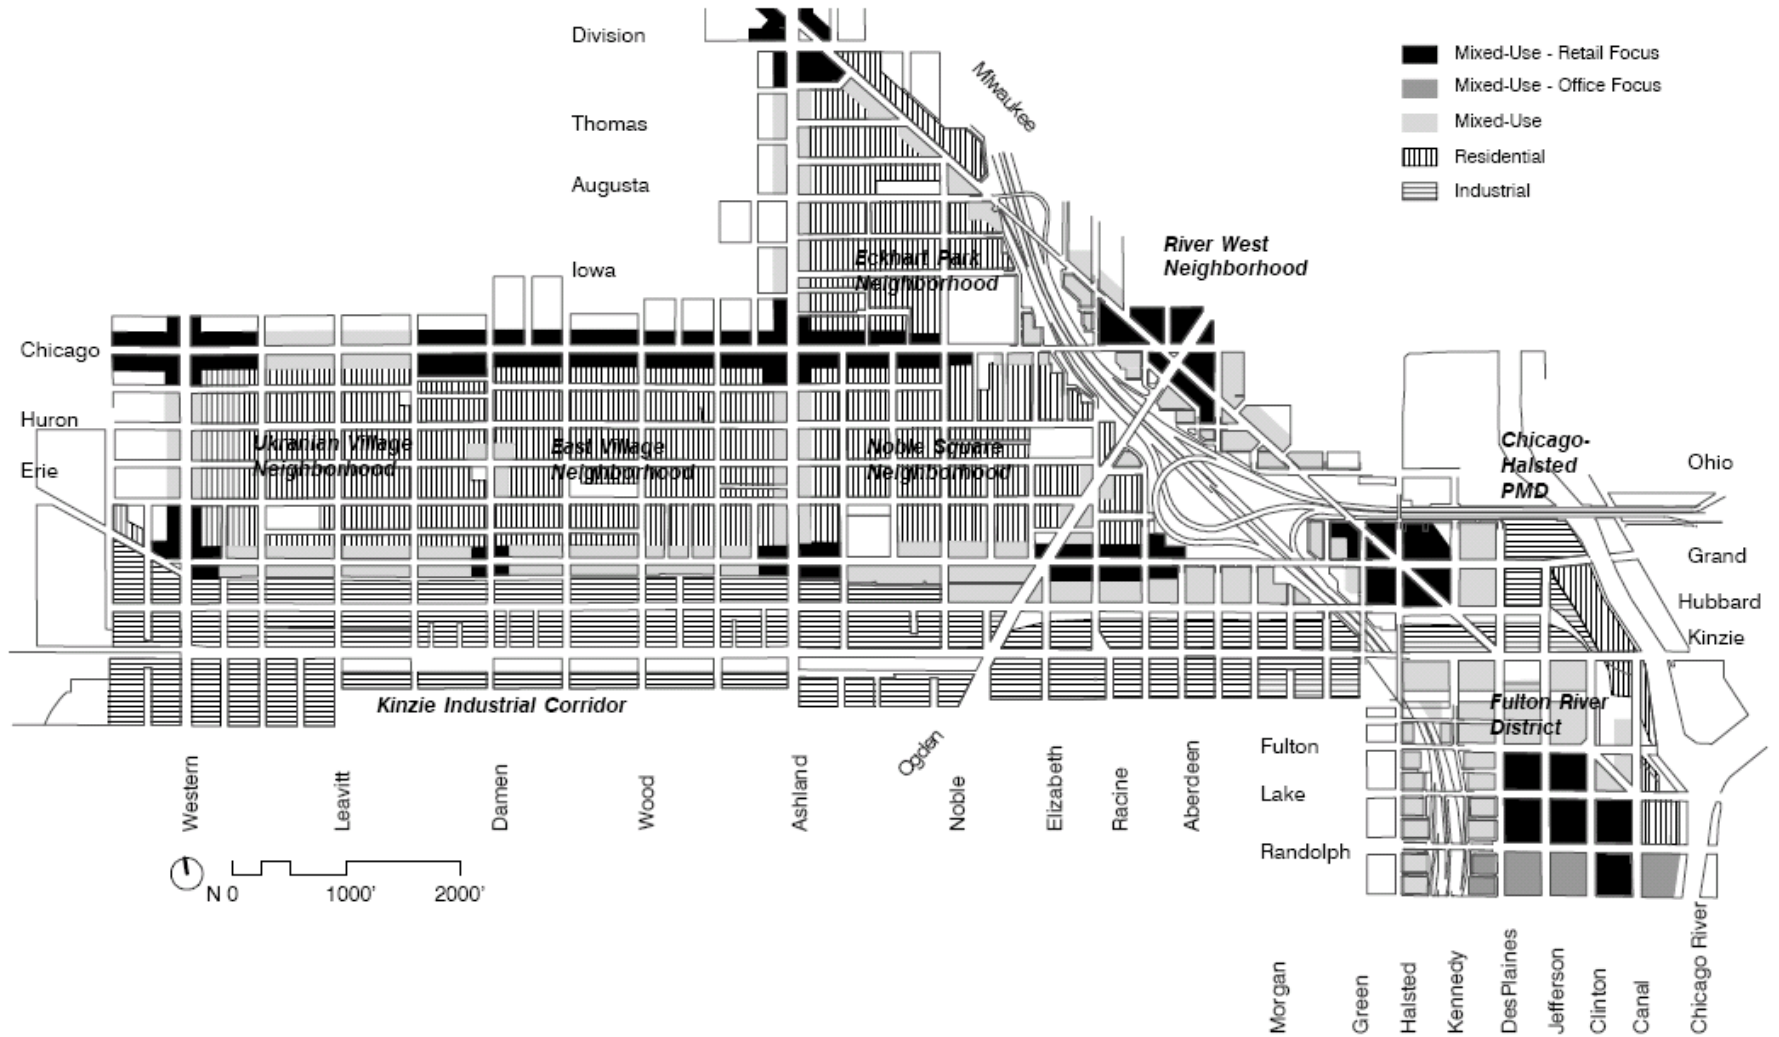 Division
Milwaukee
Mixed-Use - Retail Focus
Mixed-Use - Office Focus
Mixed-Use
Residential
Industrial
Thomas
Augusta
Iowa
Eckhart Park
Neighborhood
River West
Neighborhood
Chicago
Huron
Erie
Ukranian Village
Neighborhood
East Village
Neighborhood
Noble Square
Neighborhood
Chicago-
Halsted
PMD
Ohio
Grand
Hubbard
Kinzie
Kinzie Industrial Corridor
Fulton River
District
Fulton
Lake
Randolph
Western
Leavitt
Damen
Wood
Ashland
Ogden
Noble
Elizabeth
Racine
Aberdeen
N 0 1000' 2000'
Morgan
Green
Halsted
Kennedy
DesPlaines
Jefferson
Clinton
Canal
Chicago River